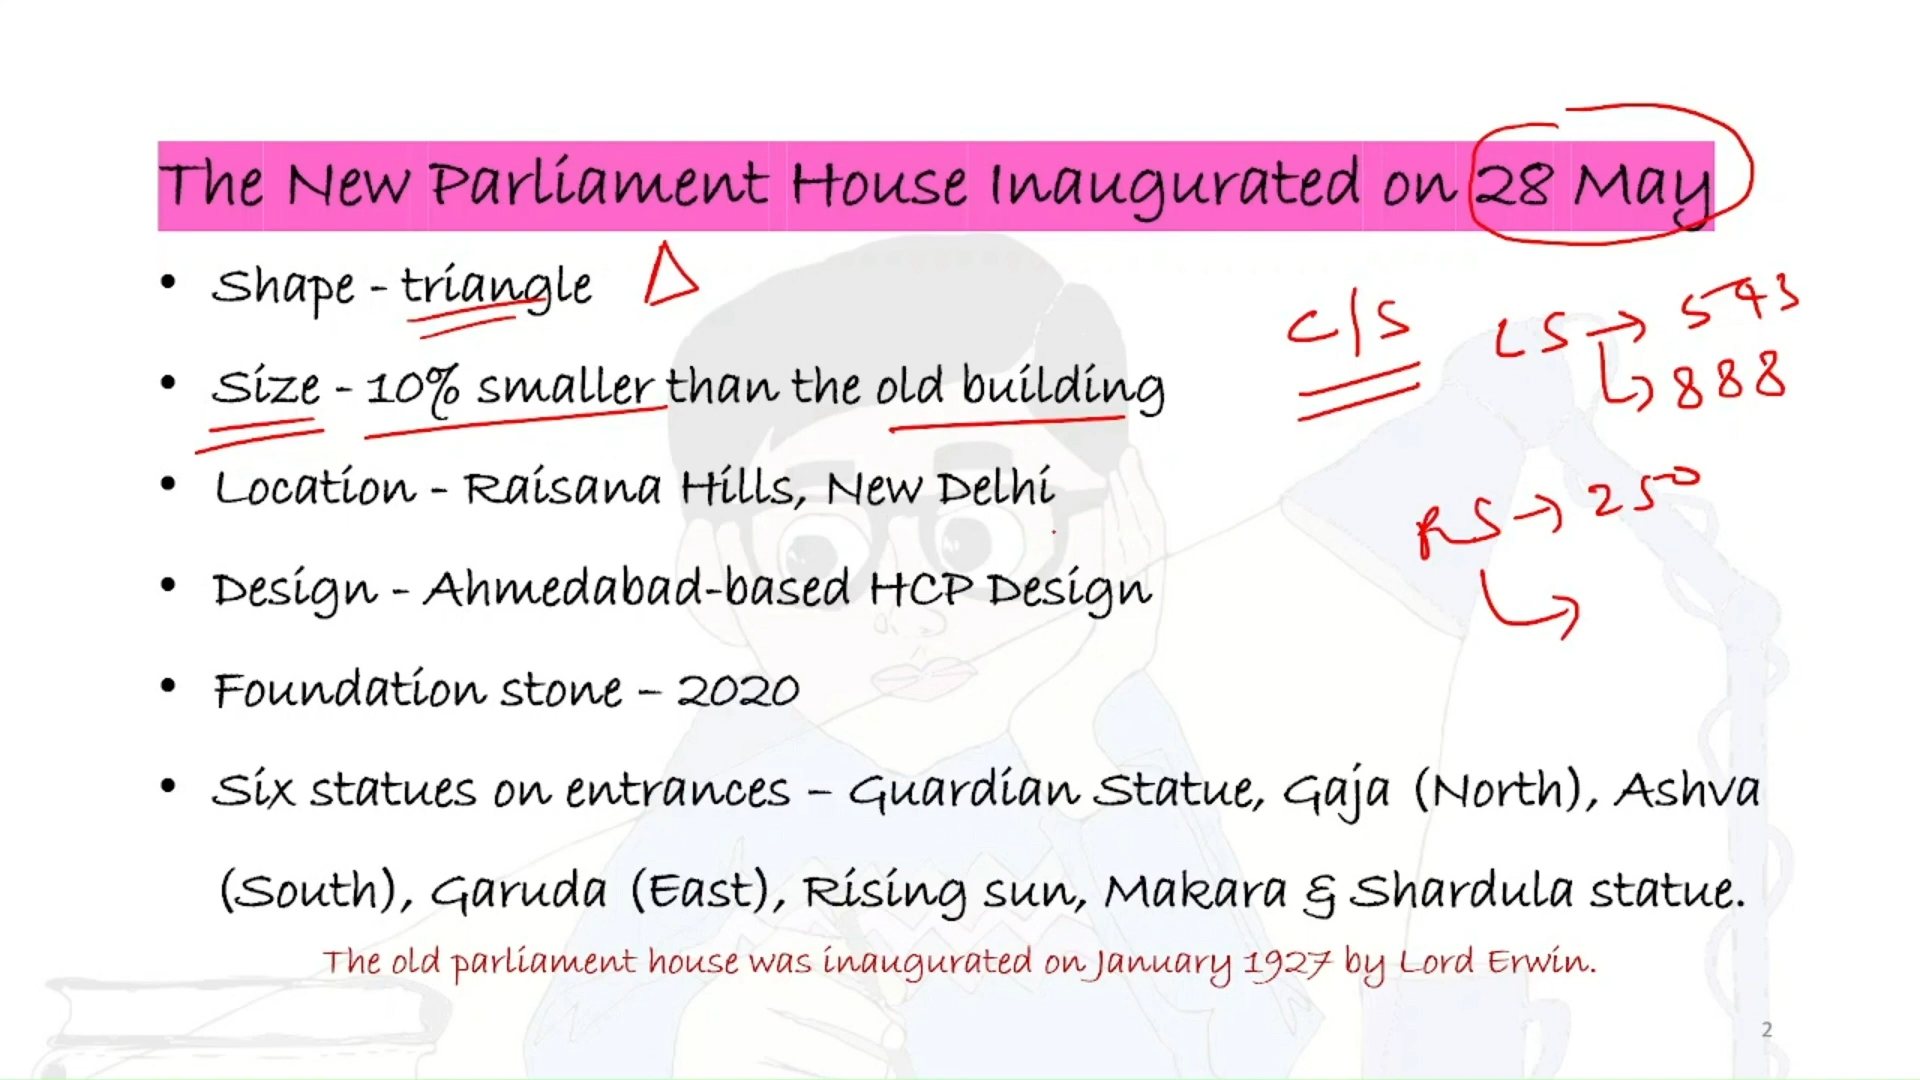 The New Parliament House Inaugurated on 28 May
• Shape - triangle
• Size - 10% smaller than the old building
• Location - Raisana Hills, New Delhi
• Design - Ahmedabad-based HCP Design
• Foundation stone – 2020
• Six statues on entrances – Guardian Statue, Gaja (North), Ashva
(South), Garuda (East), Rising sun, Makara & Shardula statue.
The old parliament house was inaugurated on January 1927 by Lord Erwin.
C/S
LS → 543
↳ 888
RS → 250
↳
2